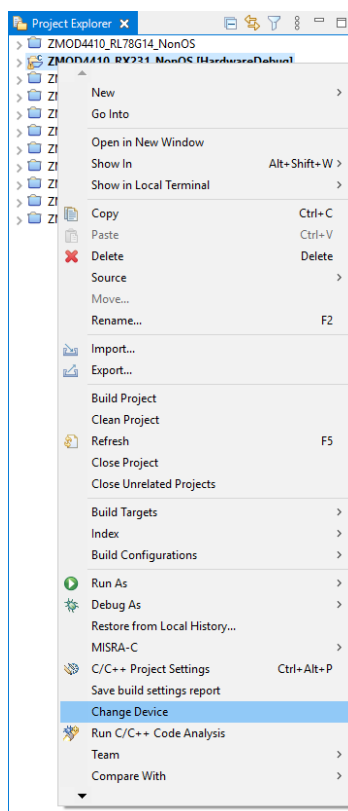 Project Explorer
ZMOD4410_RL78G14_NonOS
ZMOD4410_RX231_NonOS [HardwareDebug]
New
Go Into
Open in New Window
Show In Alt+Shift+W >
Show in Local Terminal
Copy Ctrl+C
Paste Ctrl+V
Delete Delete
Source
Move...
Rename... F2
Import...
Export...
Build Project
Clean Project
Refresh F5
Close Project
Close Unrelated Projects
Build Targets
Index
Build Configurations
Run As
Debug As
Restore from Local History...
MISRA-C
C/C++ Project Settings Ctrl+Alt+P
Save build settings report
Change Device
Run C/C++ Code Analysis
Team
Compare With